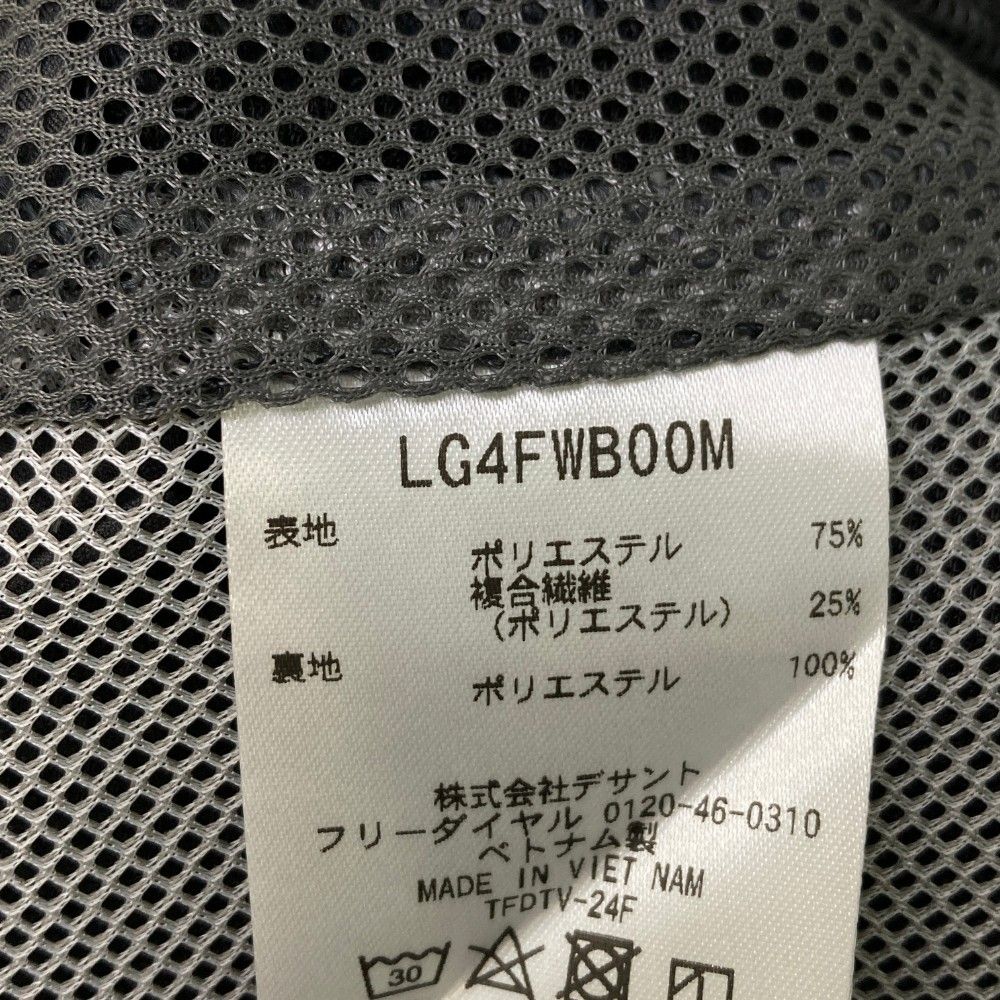 LG4FWB00M
表地 ポリエステル 75%
複合繊維
(ポリエステル) 25%
裏地 ポリエステル 100%
株式会社デサント
フリーダイヤル 0120-46-0310
ベトナム製
MADE IN VIET NAM
TFDTV-24F
30